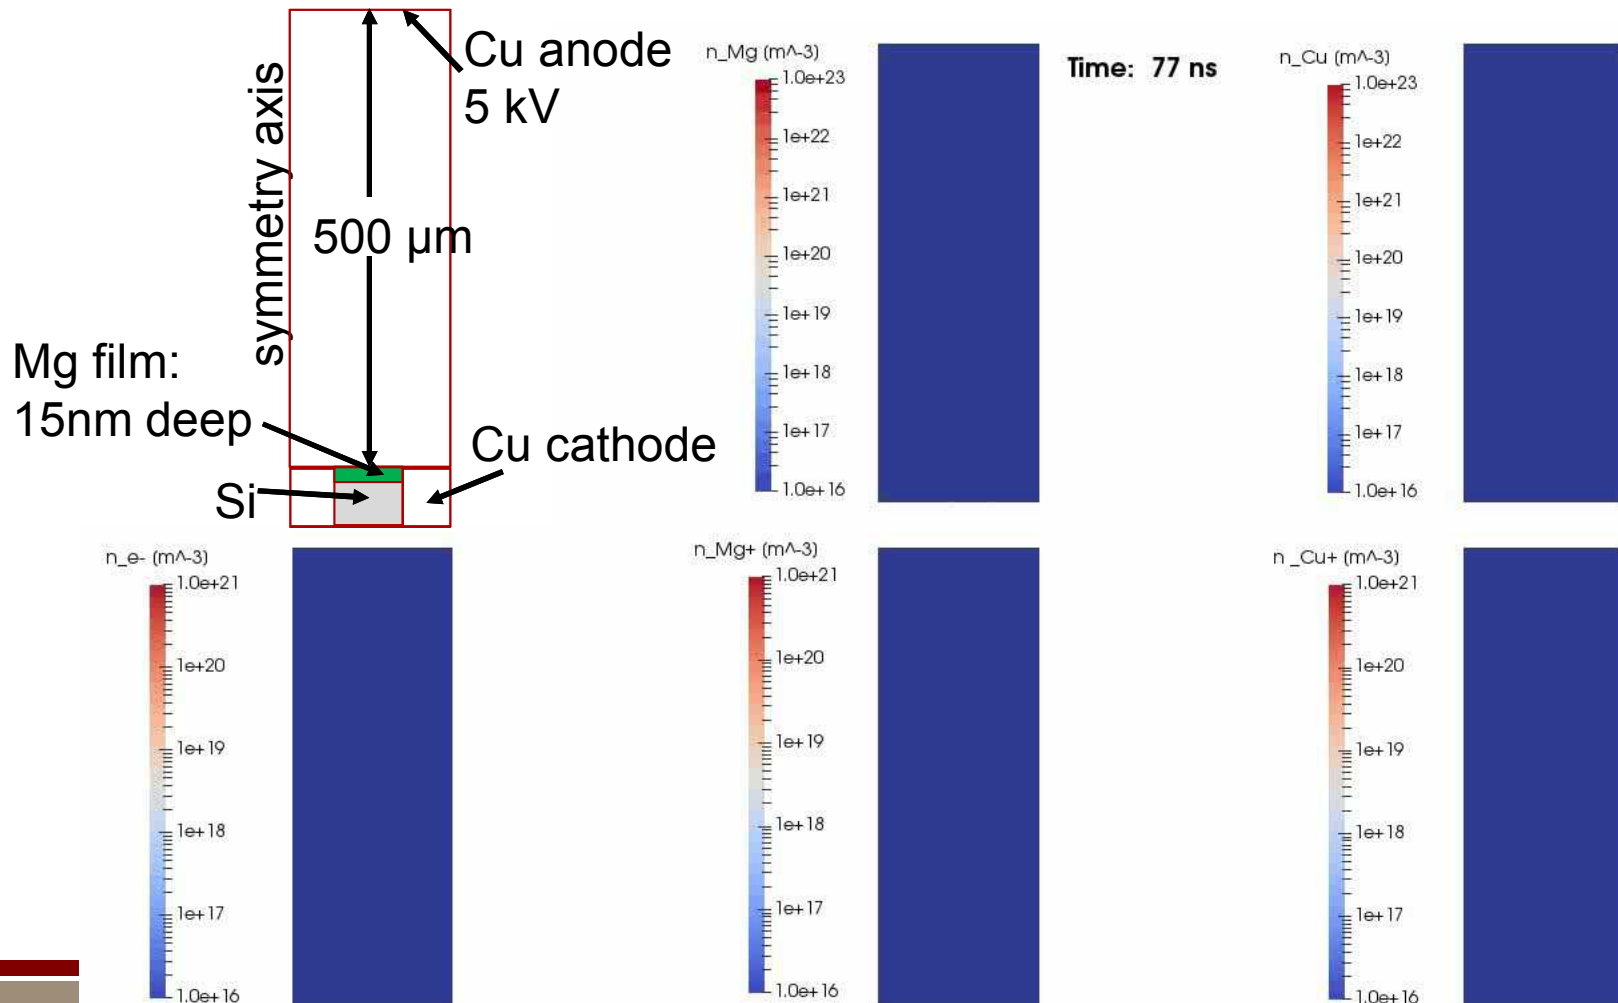 Cu anode
5 kV
symmetry axis
500 µm
Mg film:
15nm deep
Cu cathode
Si
n_Mg (m^-3)
1.0e+23
1e+22
1e+21
1e+20
1e+19
1e+18
1e+17
1.0e+16
Time: 77 ns
n_Cu (m^-3)
1.0e+23
1e+22
1e+21
1e+20
1e+19
1e+18
1e+17
1.0e+16
n_e- (m^-3)
1.0e+21
1e+20
1e+19
1e+18
1e+17
1.0e+16
n_Mg+ (m^-3)
1.0e+21
1e+20
1e+19
1e+18
1e+17
1.0e+16
n _Cu+ (m^-3)
1.0e+21
1e+20
1e+19
1e+18
1e+17
1.0e+16